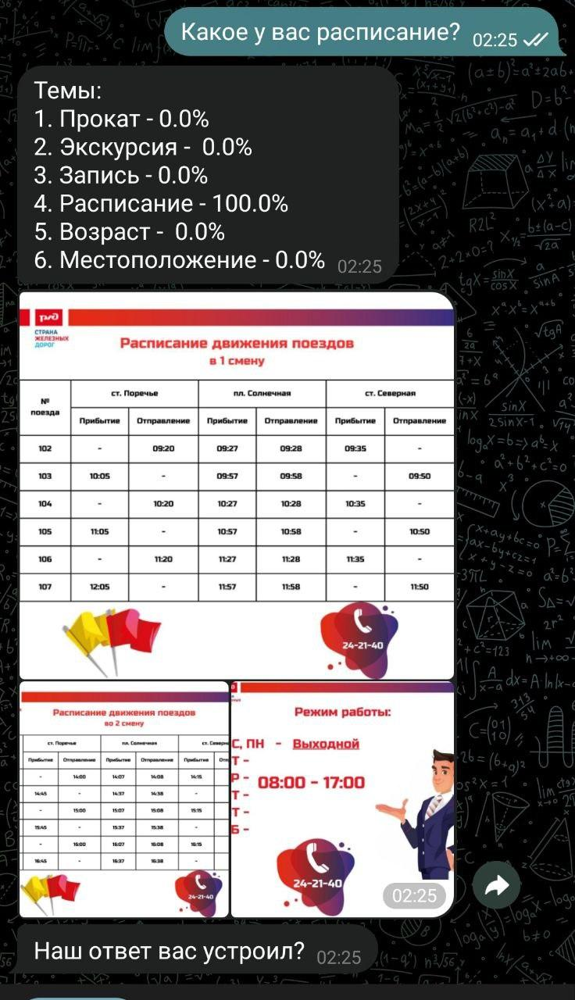 Какое у вас расписание? 02:25
Темы:
1. Прокат - 0.0%
2. Экскурсия - 0.0%
3. Запись - 0.0%
4. Расписание - 100.0%
5. Возраст - 0.0%
6. Местоположение - 0.0% 02:25
ржд
СТРАНА
ЖЕЛЕЗНЫХ
ДОРОГ
Расписание движения поездов
в 1 смену
№ поезда ст. Поречье пл. Солнечная ст. Северная
Прибытие Отправление Прибытие Отправление Прибытие Отправление
102 - 09:20 09:27 09:28 09:35 -
103 10:05 - 09:57 09:58 - 09:50
104 - 10:20 10:27 10:28 10:35 -
105 11:05 - 10:57 10:58 - 10:50
106 - 11:20 11:27 11:28 11:35 -
107 12:05 - 11:57 11:58 - 11:50
24-21-40
Расписание движения поездов
во 2 смену
ст. Поречье пл. Солнечная ст. Северн
Прибытие Отправление Прибытие Отправление Прибытие Отп
- 14:00 14:07 14:08 14:15
14:45 - 14:37 14:38 -
- 15:00 15:07 15:08 15:15
15:45 - 15:37 15:38 -
- 16:00 16:07 16:08 16:15
16:45 - 16:37 16:38 -
24-21-40
Режим работы:
С, ПН - Выходной
Т -
Р - 08:00 - 17:00
Т -
Т -
Б -
24-21-40
02:25
Наш ответ вас устроил? 02:25